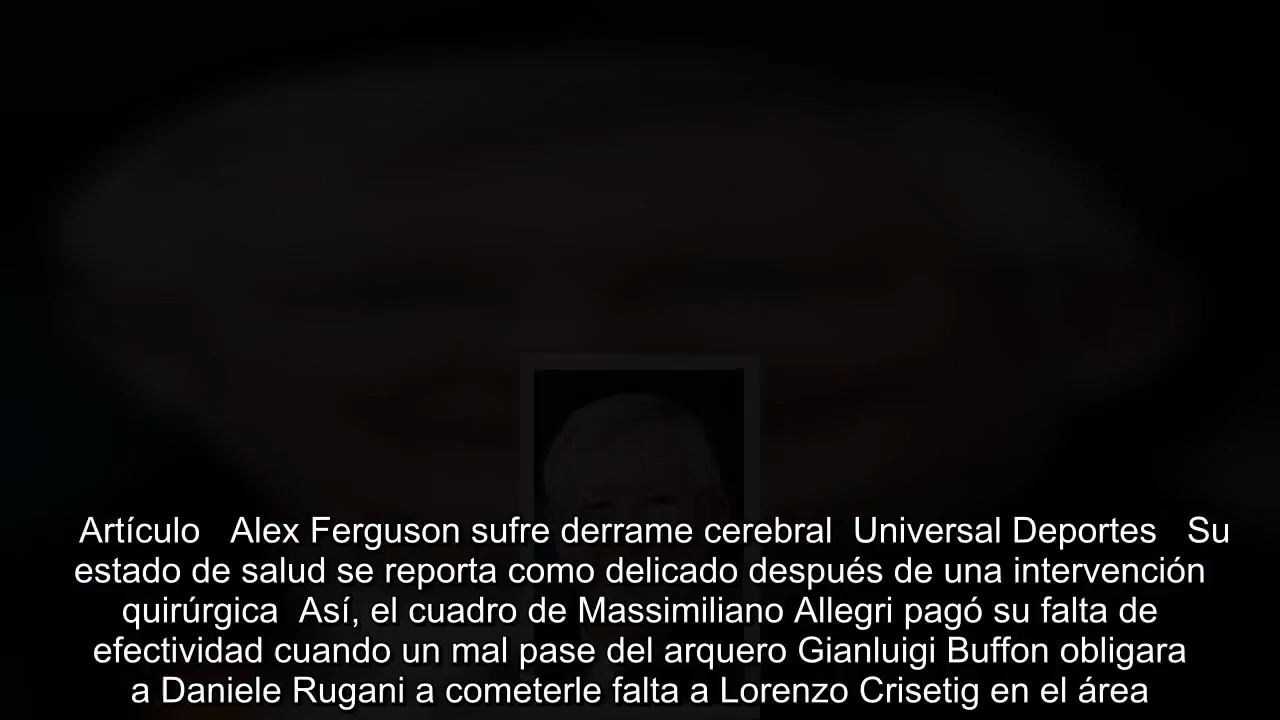 Artículo Alex Ferguson sufre derrame cerebral Universal Deportes Su
estado de salud se reporta como delicado después de una intervención
quirúrgica Así, el cuadro de Massimiliano Allegri pagó su falta de
efectividad cuando un mal pase del arquero Gianluigi Buffon obligara
a Daniele Rugani a cometerle falta a Lorenzo Crisetig en el área